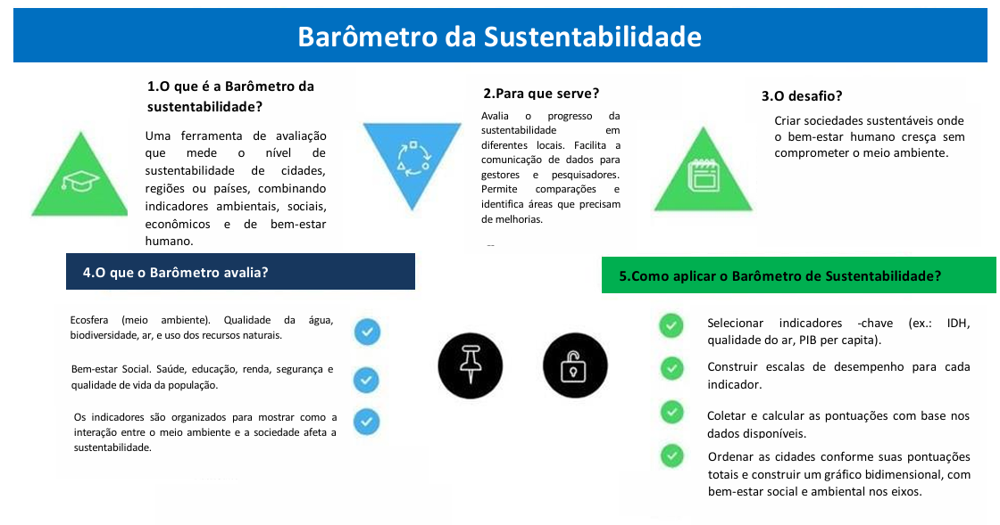 Barômetro da Sustentabilidade
1.O que é a Barômetro da
sustentabilidade?
Uma ferramenta de avaliação
que mede o nível de
sustentabilidade de cidades,
regiões ou países, combinando
indicadores ambientais, sociais,
econômicos e de bem-estar
humano.
2.Para que serve?
Avalia o progresso da
sustentabilidade em
diferentes locais. Facilita a
comunicação de dados para
gestores e pesquisadores.
Permite comparações e
identifica áreas que precisam
de melhorias.
3.O desafio?
Criar sociedades sustentáveis onde
o bem-estar humano cresça sem
comprometer o meio ambiente.
4.O que o Barômetro avalia?
Ecosfera (meio ambiente). Qualidade da água,
biodiversidade, ar, e uso dos recursos naturais.
Bem-estar Social. Saúde, educação, renda, segurança e
qualidade de vida da população.
Os indicadores são organizados para mostrar como a
interação entre o meio ambiente e a sociedade afeta a
sustentabilidade.
5.Como aplicar o Barômetro de Sustentabilidade?
Selecionar indicadores -chave (ex.: IDH,
qualidade do ar, PIB per capita).
Construir escalas de desempenho para cada
indicador.
Coletar e calcular as pontuações com base nos
dados disponíveis.
Ordenar as cidades conforme suas pontuações
totais e construir um gráfico bidimensional, com
bem-estar social e ambiental nos eixos.